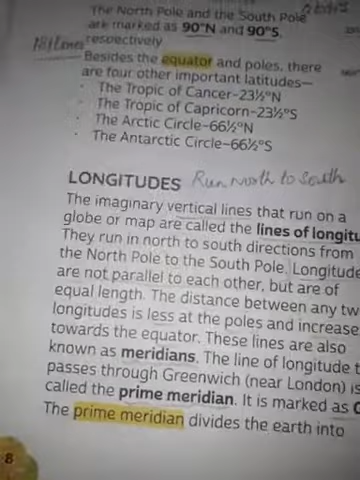 The North Pole and the South Pole
are marked as 90°N and 90°S,
respectively
Besides the equator and poles, there
are four other important latitudes—
· The Tropic of Cancer-23½°N
· The Tropic of Capricorn-23½°S
· The Arctic Circle-66½°N
· The Antarctic Circle-66½°S
LONGITUDES Run north to south
The imaginary vertical lines that run on a
globe or map are called the lines of longitu
They run in north to south directions from
the North Pole to the South Pole. Longitude
are not parallel to each other, but are of
equal length. The distance between any tw
longitudes is less at the poles and increase
towards the equator. These lines are also
known as meridians. The line of longitude t
passes through Greenwich (near London) is
called the prime meridian. It is marked as 0
The prime meridian divides the earth into
8